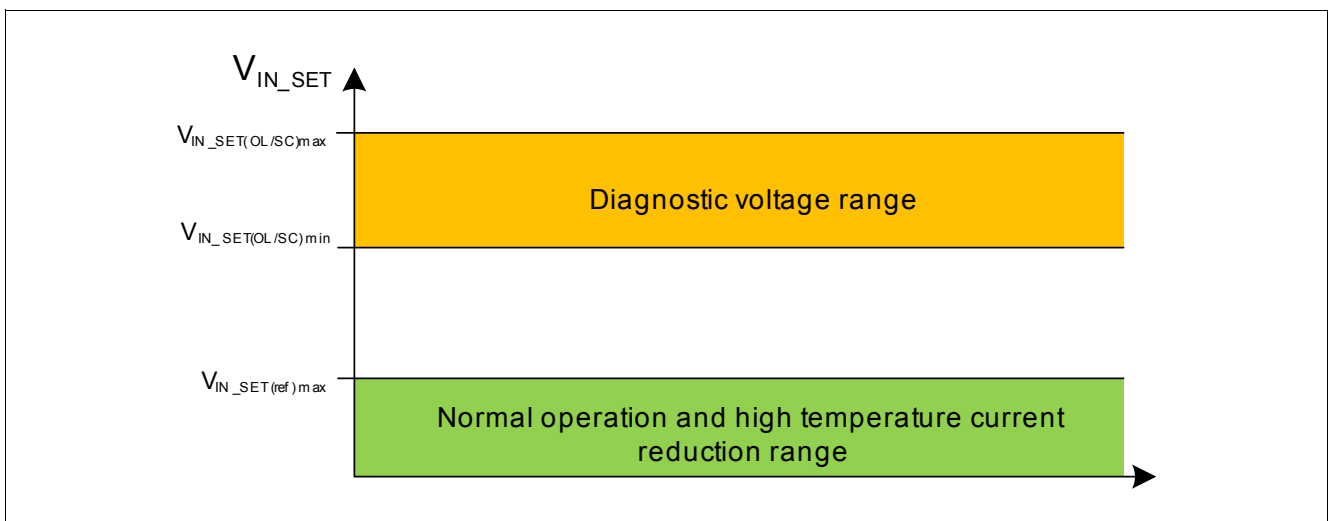 VIN_SET
VIN_SET(OL/SC)max
Diagnostic voltage range
VIN_SET(OL/SC)min
VIN_SET(ref)max
Normal operation and high temperature current
reduction range